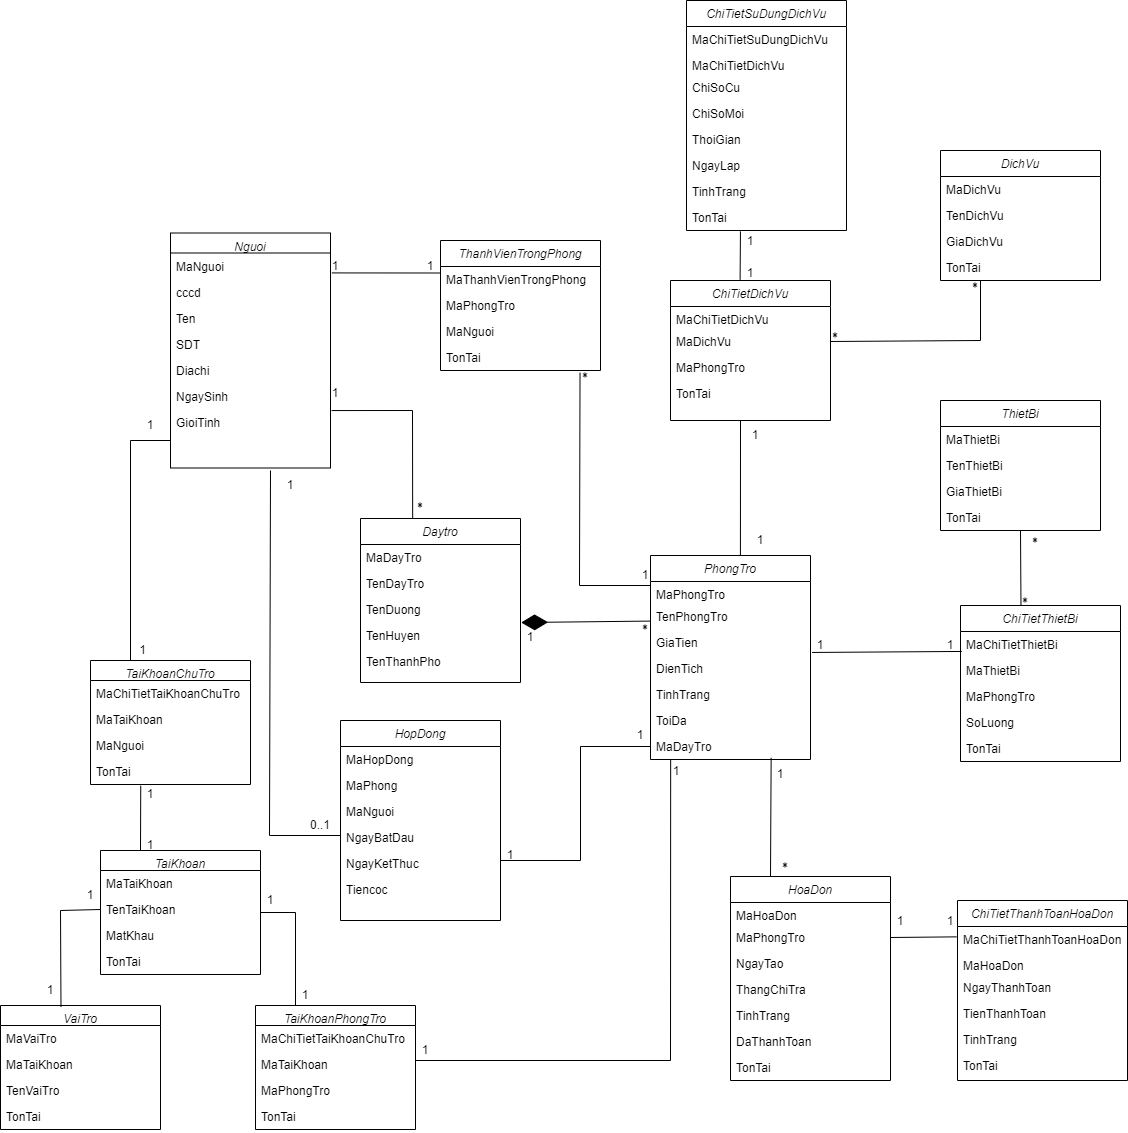 ChiTietSuDungDichVu
MaChiTietSuDungDichVu
MaChiTietDichVu
ChiSoCu
ChiSoMoi
ThoiGian
NgayLap
TinhTrang
TonTai
1
1
DichVu
MaDichVu
TenDichVu
GiaDichVu
TonTai
*
*
Nguoi
MaNguoi
cccd
Ten
SDT
Diachi
NgaySinh
GioiTinh
1
1
1
1
1
ThanhVienTrongPhong
MaThanhVienTrongPhong
MaPhongTro
MaNguoi
TonTai
*
1
ChiTietDichVu
MaChiTietDichVu
MaDichVu
MaPhongTro
TonTai
1
1
ThietBi
MaThietBi
TenThietBi
GiaThietBi
TonTai
*
*
*
Daytro
MaDayTro
TenDayTro
TenDuong
TenHuyen
TenThanhPho
1
*
PhongTro
MaPhongTro
TenPhongTro
GiaTien
DienTich
TinhTrang
ToiDa
MaDayTro
1
1
ChiTietThietBi
MaChiTietThietBi
MaThietBi
MaPhongTro
SoLuong
TonTai
1
TaiKhoanChuTro
MaChiTietTaiKhoanChuTro
MaTaiKhoan
MaNguoi
TonTai
1
1
HopDong
MaHopDong
MaPhong
MaNguoi
NgayBatDau
NgayKetThuc
Tiencoc
0..1
1
1
1
1
*
TaiKhoan
MaTaiKhoan
TenTaiKhoan
MatKhau
TonTai
1
1
1
1
HoaDon
MaHoaDon
MaPhongTro
NgayTao
ThangChiTra
TinhTrang
DaThanhToan
TonTai
1
1
ChiTietThanhToanHoaDon
MaChiTietThanhToanHoaDon
MaHoaDon
NgayThanhToan
TienThanhToan
TinhTrang
TonTai
VaiTro
MaVaiTro
MaTaiKhoan
TenVaiTro
TonTai
TaiKhoanPhongTro
MaChiTietTaiKhoanChuTro
MaTaiKhoan
MaPhongTro
TonTai
1